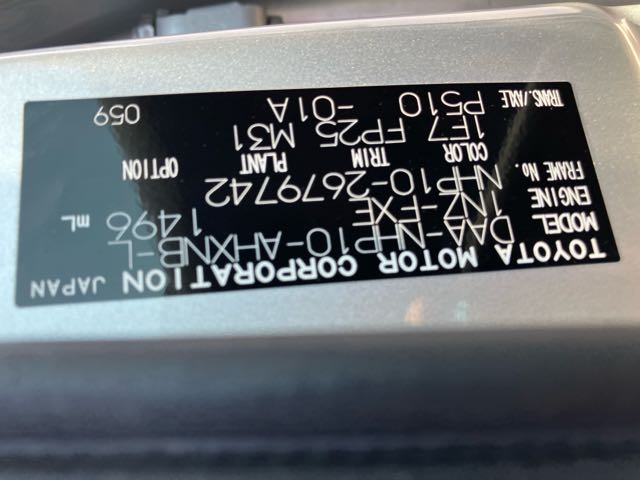 TOYOTA MOTOR CORPORATION JAPAN
MODEL DAA-NHP10-AHXNB-L
ENGINE 1NZ-FXE 1496 mL
FRAME No. NHP10-2679742
COLOR TRIM PLANT OPTION
1F7 FP25 M31
TRANS./AXLE P510 -01A
059